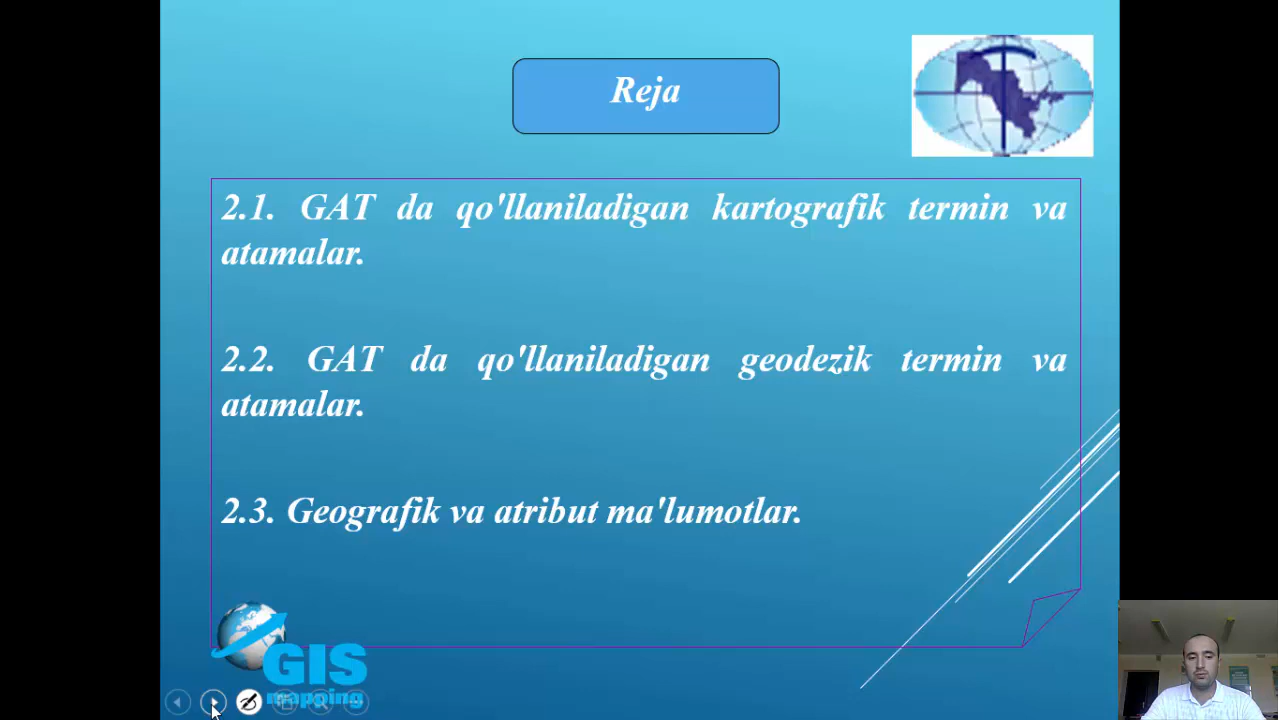 Reja
2.1. GAT da qo'llaniladigan kartografik termin va
atamalar.
2.2. GAT da qo'llaniladigan geodezik termin va
atamalar.
2.3. Geografik va atribut ma'lumotlar.
GIS
mapping